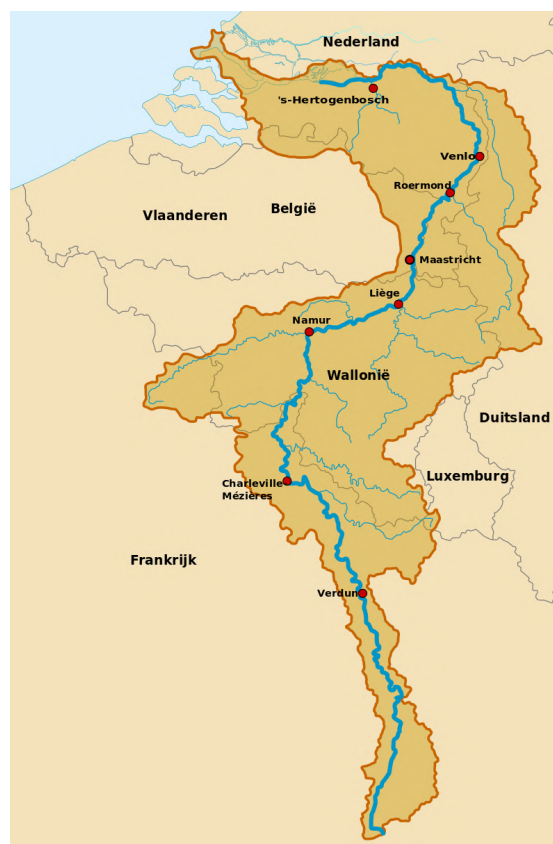 Nederland
's-Hertogenbosch
Venlo
Roermond
België
Vlaanderen
Maastricht
Liège
Namur
Wallonië
Duitsland
Luxemburg
Charleville
Mézières
Frankrijk
Verdun